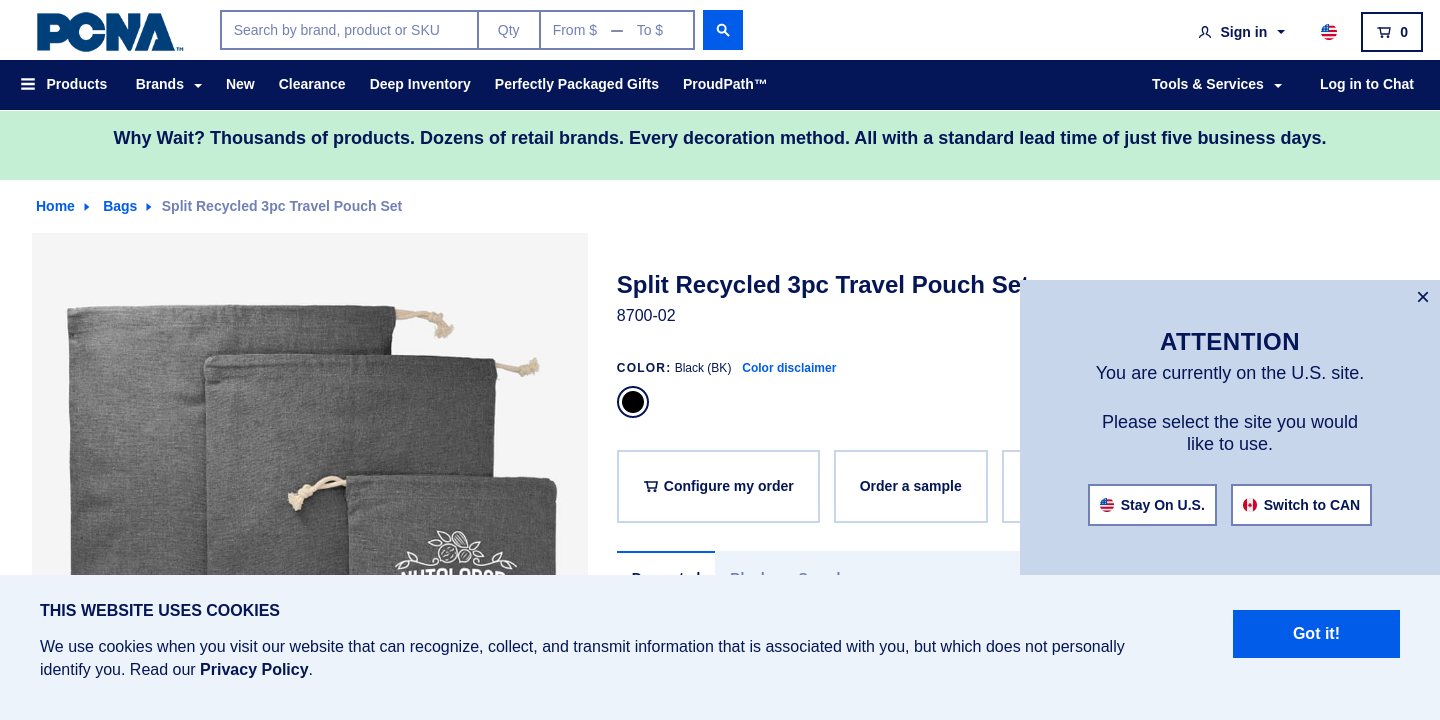 PCNA™
Search by brand, product or SKU
Qty
From $ — To $
Sign in
0
Products
Brands
New
Clearance
Deep Inventory
Perfectly Packaged Gifts
ProudPath™
Tools & Services
Log in to Chat
Why Wait? Thousands of products. Dozens of retail brands. Every decoration method. All with a standard lead time of just five business days.
Home
Bags
Split Recycled 3pc Travel Pouch Set
Split Recycled 3pc Travel Pouch Set
8700-02
COLOR: Black (BK) Color disclaimer
Configure my order
Order a sample
×
ATTENTION
You are currently on the U.S. site.
Please select the site you would
like to use.
Stay On U.S.
Switch to CAN
THIS WEBSITE USES COOKIES
We use cookies when you visit our website that can recognize, collect, and transmit information that is associated with you, but which does not personally
identify you. Read our Privacy Policy.
Got it!